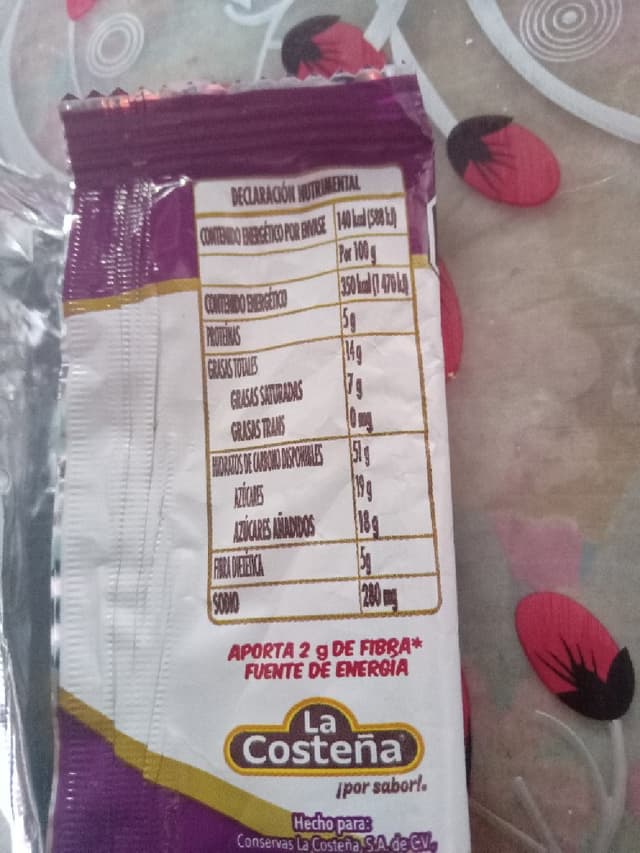 DECLARACIÓN NUTRIMENTAL
CONTENIDO ENERGÉTICO POR ENVASE 140 kcal (588 kJ)
Por 100 g
CONTENIDO ENERGÉTICO 350 kcal (1 470 kJ)
PROTEÍNAS 5 g
GRASAS TOTALES 14 g
GRASAS SATURADAS 7 g
GRASAS TRANS 0 mg
HIDRATOS DE CARBONO DISPONIBLES 51 g
AZÚCARES 19 g
AZÚCARES AÑADIDOS 18 g
FIBRA DIETÉTICA 5g
SODIO 280 mg
APORTA 2 g DE FIBRA*
FUENTE DE ENERGÍA
La
Costeña
¡por sabor!.
Hecho para:
Conservas La Costeña, S.A. de C.V.,